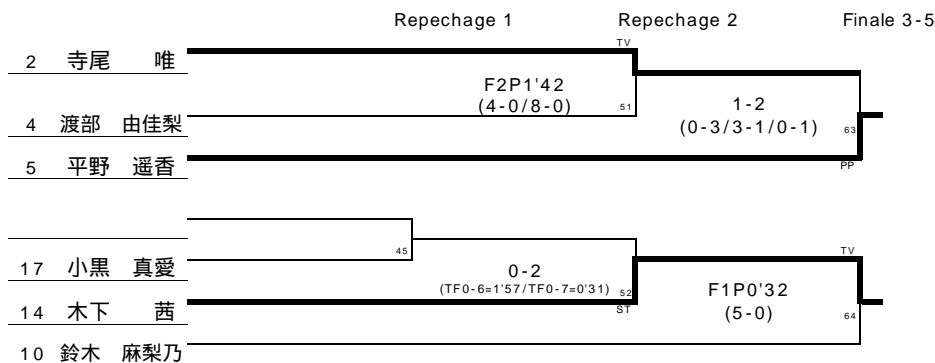 Repechage 1 Repechage 2 Finale 3-5
TV
2 寺尾 唯
F2P1'42
(4-0/8-0)
51
1-2
(0-3/3-1/0-1)
4 渡部 由佳梨
63
5 平野 遥香
PP
45
TV
17 小黒 真愛
0-2
(TF0-6=1'57/TF0-7=0'31)
52
F1P0'32
(5-0)
14 木下 茜
ST
64
10 鈴木 麻梨乃